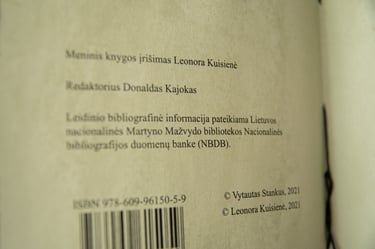 Meninis knygos įrišimas Leonora Kuisienė
Redaktorius Donaldas Kajokas
Leidinio bibliografinė informacija pateikiama Lietuvos
nacionalinės Martyno Mažvydo bibliotekos Nacionalinės
bibliografijos duomenų banke (NBDB).
ISBN 978-609-96150-5-9
© Vytautas Stankus, 2021
© Leonora Kuisienė, 2021